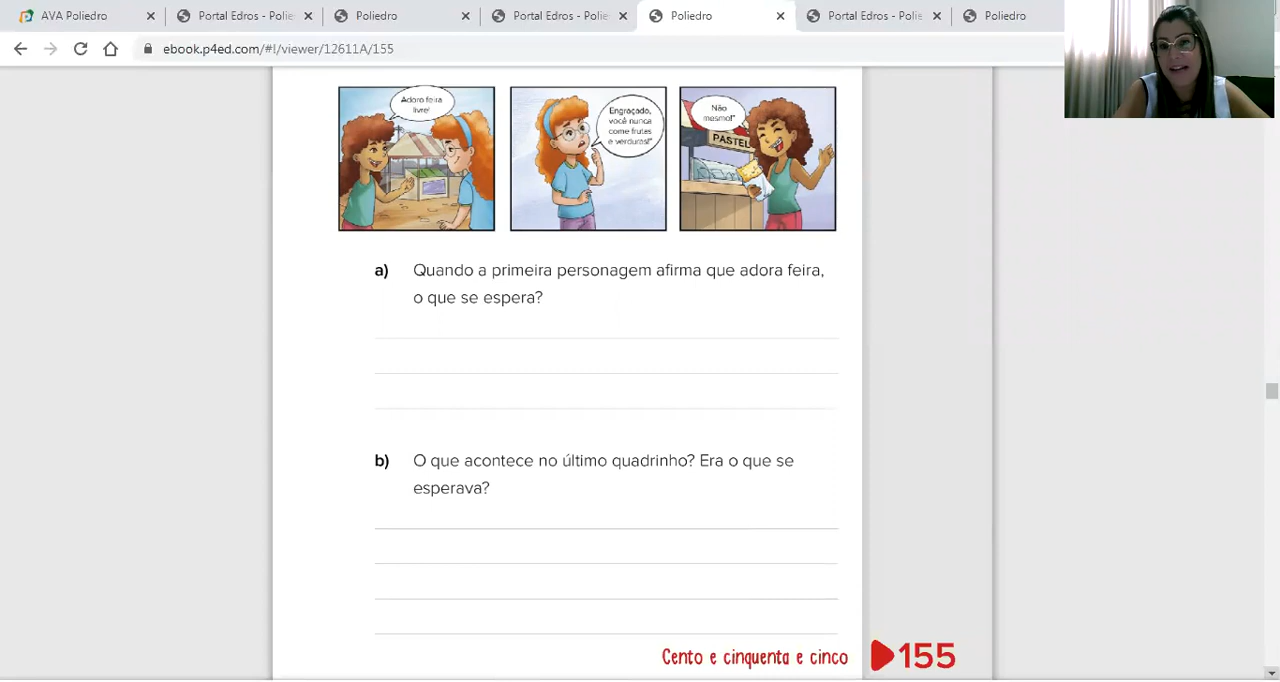 AVA Poliedro
Portal Edros - Polie
Poliedro
Portal Edros - Polie
Poliedro
Portal Edros - Polie
Poliedro
ebook.p4ed.com/#!/viewer/12611A/155
Adoro feira
livre!
Engraçado,
você nunca
come frutas
e verduras!"
Não
mesmo!"
PASTEL
a) Quando a primeira personagem afirma que adora feira,
o que se espera?
b) O que acontece no último quadrinho? Era o que se
esperava?
Cento e cinquenta e cinco 155